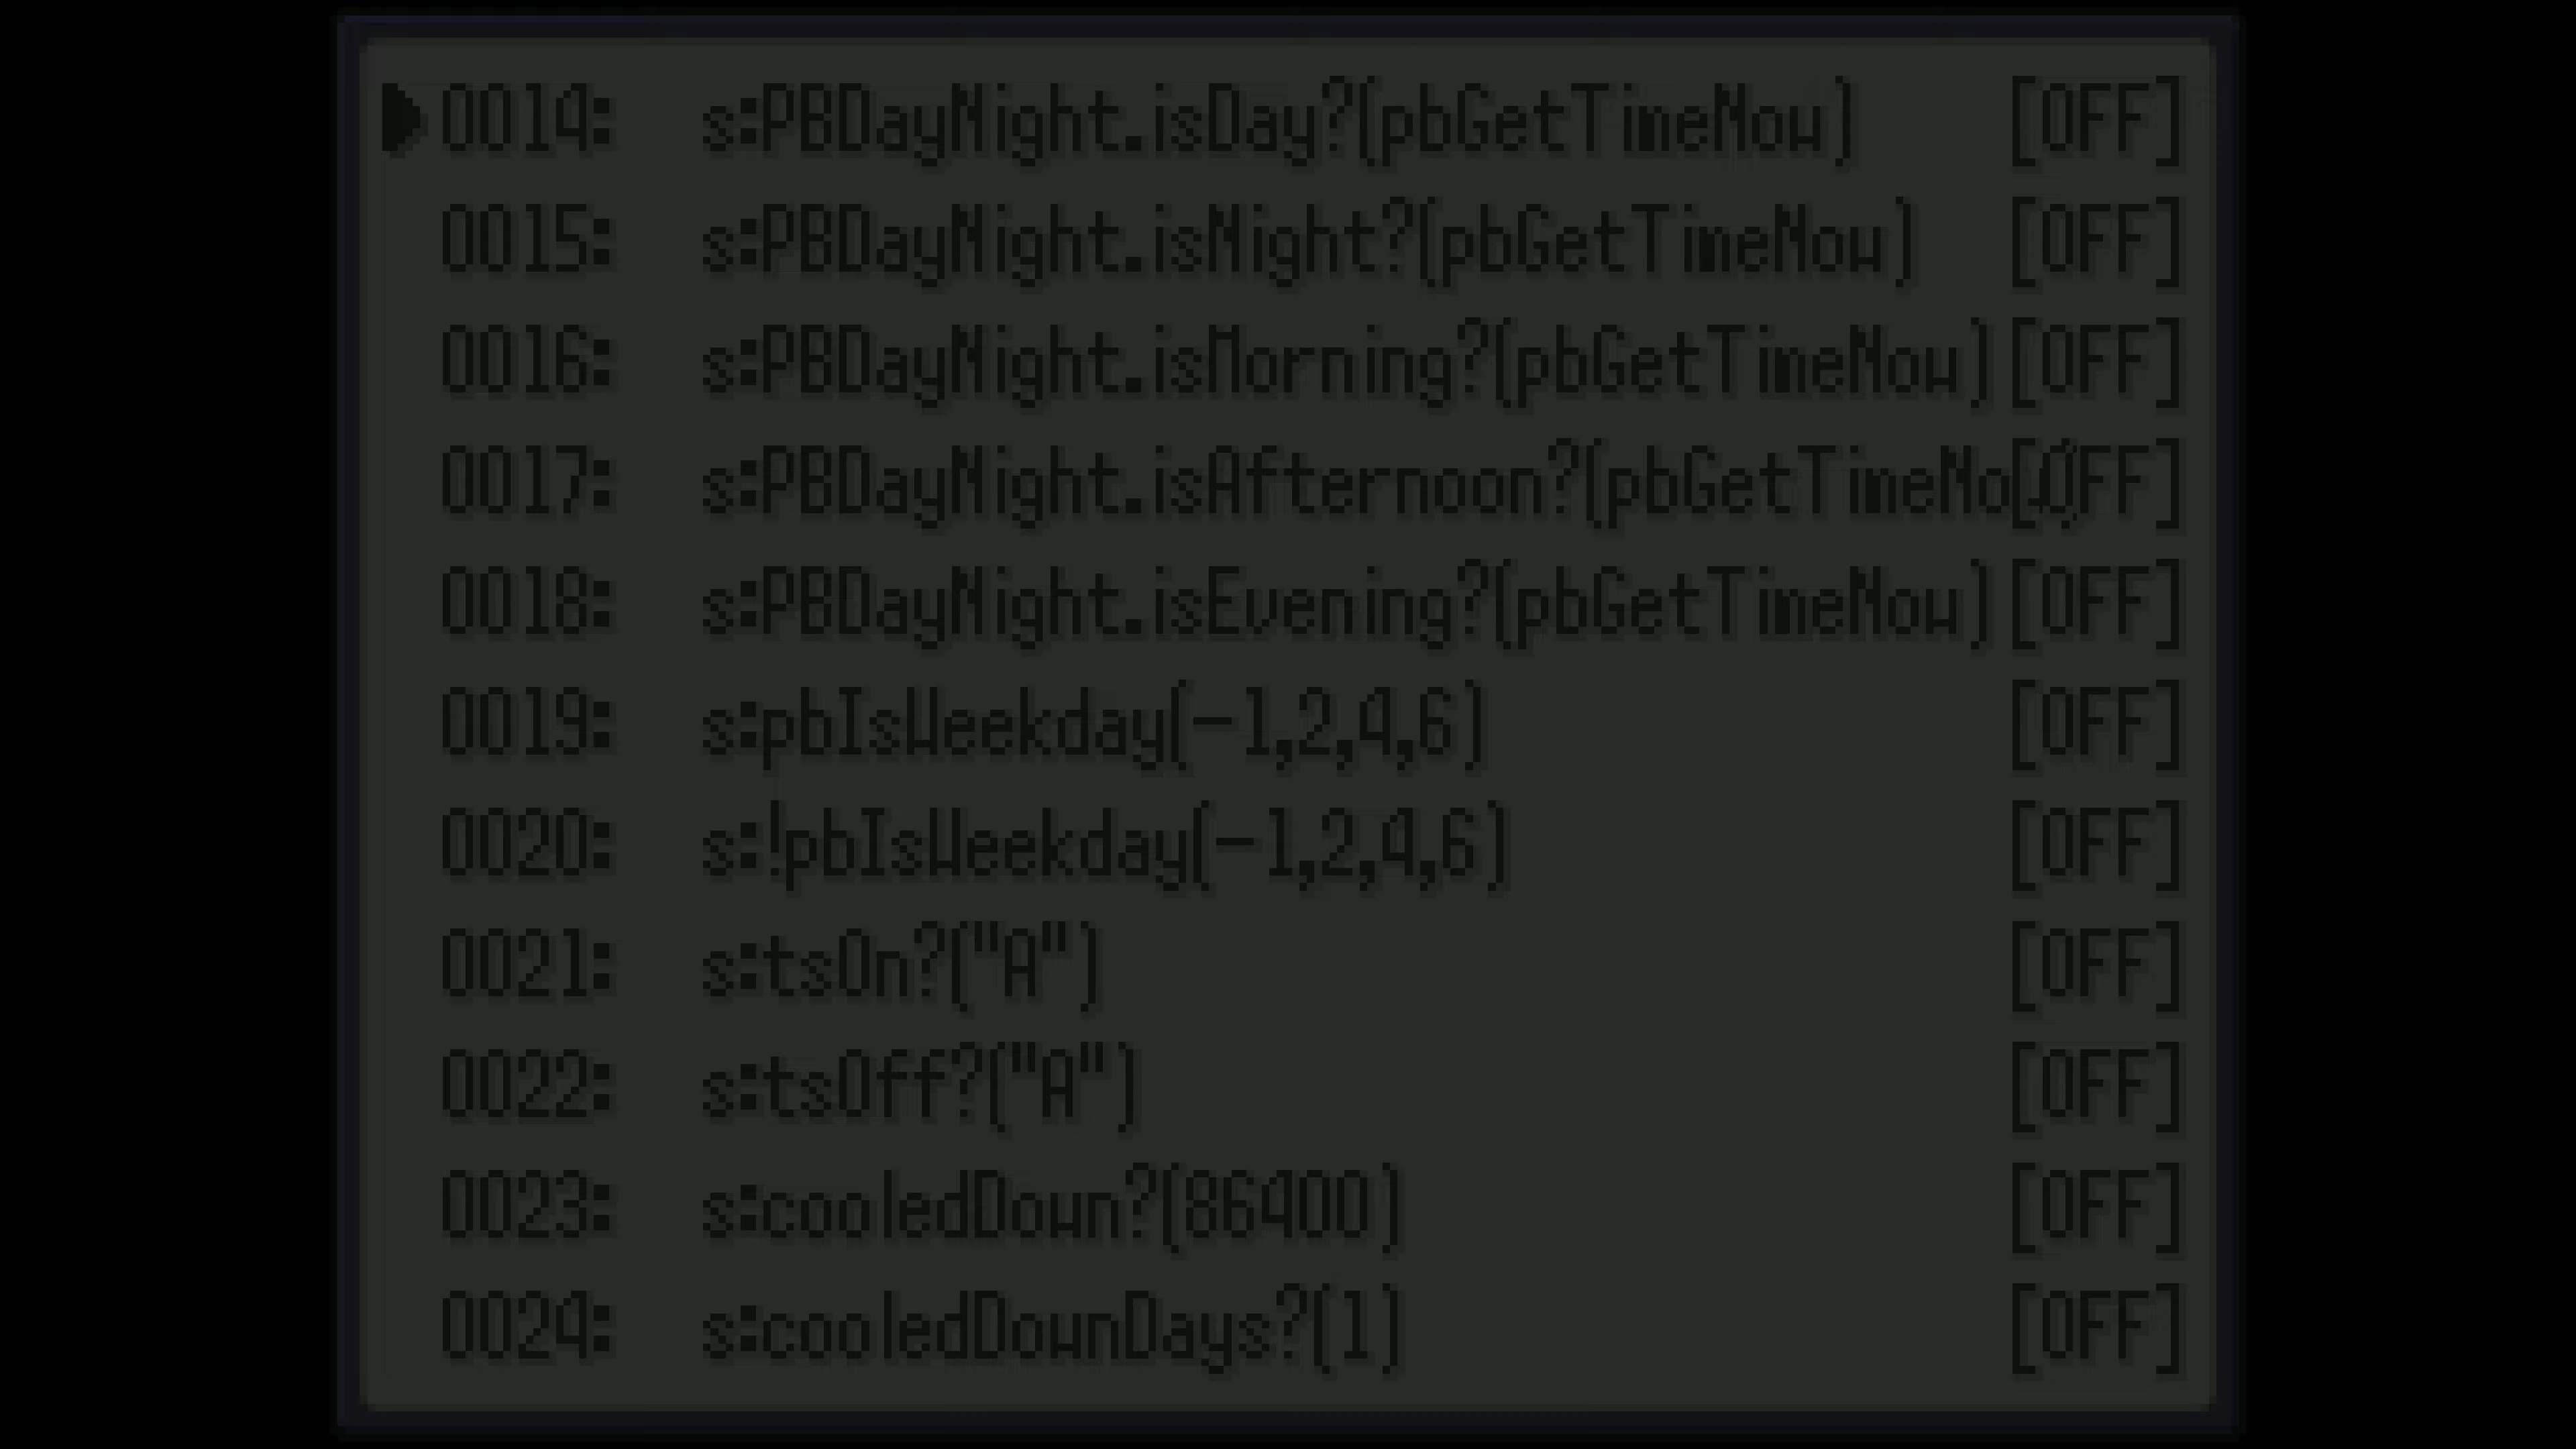 0014: s:PBDayNight.isDay?(pbGetTimeNow) [OFF]
0015: s:PBDayNight.isNight?(pbGetTimeNow) [OFF]
0016: s:PBDayNight.isMorning?(pbGetTimeNow) [OFF]
0017: s:PBDayNight.isAfternoon?(pbGetTimeNow) [OFF]
0018: s:PBDayNight.isEvening?(pbGetTimeNow) [OFF]
0019: s:pbIsWeekday(-1,2,4,6) [OFF]
0020: s:!pbIsWeekday(-1,2,4,6) [OFF]
0021: s:tsOn?("A") [OFF]
0022: s:tsOff?("A") [OFF]
0023: s:cooledDown?(86400) [OFF]
0024: s:cooledDownDays?(1) [OFF]